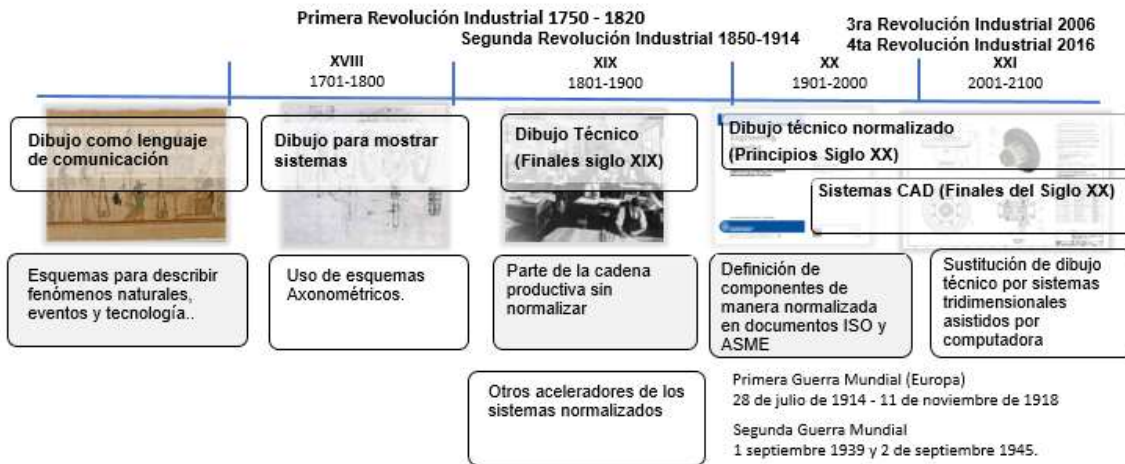 Primera Revolución Industrial 1750 - 1820
Segunda Revolución Industrial 1850-1914
3ra Revolución Industrial 2006
4ta Revolución Industrial 2016
XVIII
1701-1800
XIX
1801-1900
XX
1901-2000
XXI
2001-2100
Dibujo como lenguaje
de comunicación
Dibujo para mostrar
sistemas
Dibujo Técnico
(Finales siglo XIX)
Dibujo técnico normalizado
(Principios Siglo XX)
Sistemas CAD (Finales del Siglo XX)
Esquemas para describir
fenómenos naturales,
eventos y tecnología..
Uso de esquemas
Axonométricos.
Parte de la cadena
productiva sin
normalizar
Definición de
componentes de
manera normalizada
en documentos ISO y
ASME
Sustitución de dibujo
técnico por sistemas
tridimensionales
asistidos por
computadora
Otros aceleradores de los
sistemas normalizados
Primera Guerra Mundial (Europa)
28 de julio de 1914 - 11 de noviembre de 1918
Segunda Guerra Mundial
1 septiembre 1939 y 2 de septiembre 1945.